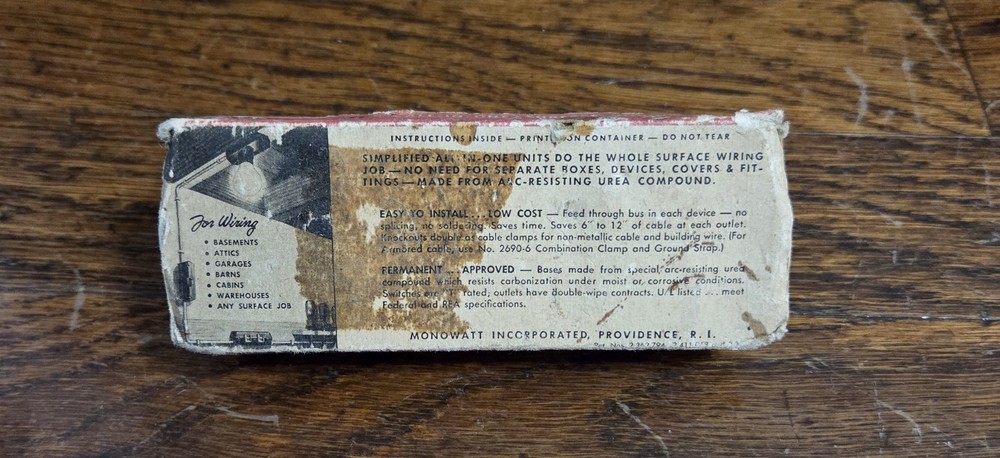 INSTRUCTIONS INSIDE — PRINTED ON CONTAINER — DO NOT TEAR
SIMPLIFIED ALL-IN-ONE UNITS DO THE WHOLE SURFACE WIRING
JOB — NO NEED FOR SEPARATE BOXES, DEVICES, COVERS & FIT-
TINGS — MADE FROM ARC-RESISTING UREA COMPOUND.
For Wiring
• BASEMENTS
• ATTICS
• GARAGES
• BARNS
• CABINS
• WAREHOUSES
• ANY SURFACE JOB
EASY TO INSTALL...LOW COST — Feed through bus in each device — no
splicing, no soldering. Saves time. Saves 6" to 12" of cable at each outlet.
Knockouts double as cable clamps for non-metallic cable and building wire. (For
Armored cable, use No. 2690-6 Combination Clamp and Ground Strap.)
PERMANENT...APPROVED — Bases made from special arc-resisting urea
compound which resists carbonization under moist or corrosive conditions.
Switches are "T" rated; outlets have double-wipe contracts. U/L listed ... meet
Federal and REA specifications.
MONOWATT INCORPORATED, PROVIDENCE, R. I.
Pat. Nos.